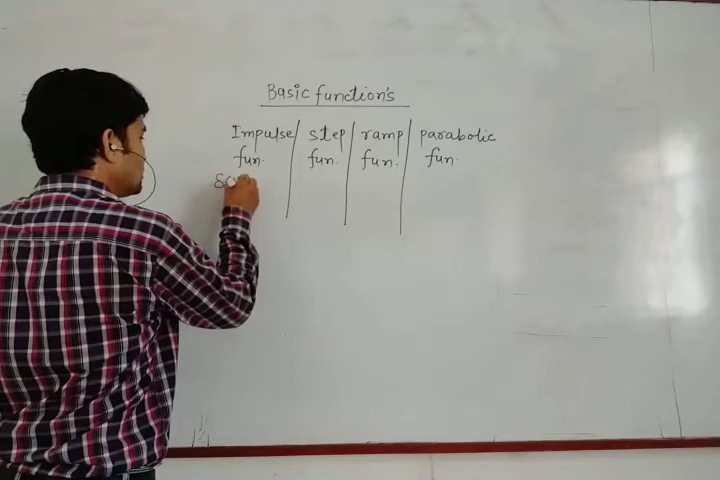 Basic function's
Impulse / step / ramp / parabolic
fun. fun. fun. fun.